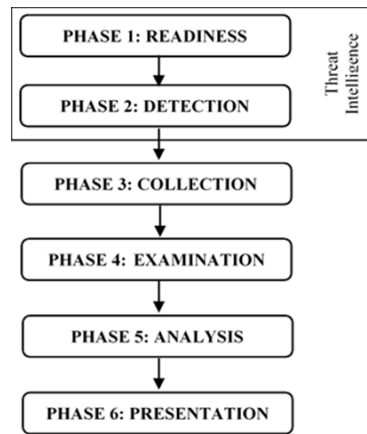 PHASE 1: READINESS
PHASE 2: DETECTION
Threat
Intelligence
PHASE 3: COLLECTION
PHASE 4: EXAMINATION
PHASE 5: ANALYSIS
PHASE 6: PRESENTATION